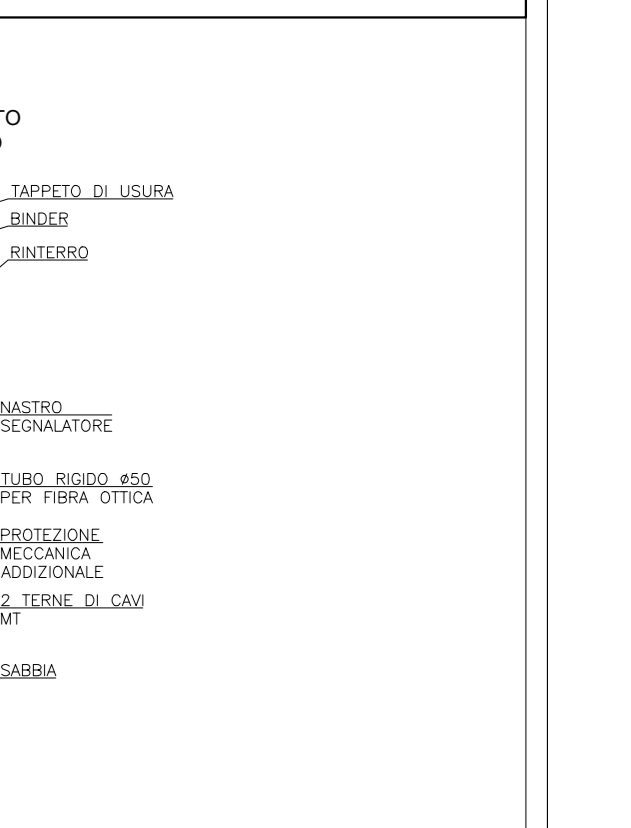 TAPPETO DI USURA
BINDER
RINTERRO
NASTRO
SEGNALATORE
TUBO RIGIDO ø50
PER FIBRA OTTICA
PROTEZIONE
MECCANICA
ADDIZIONALE
2 TERNE DI CAVI
MT
SABBIA